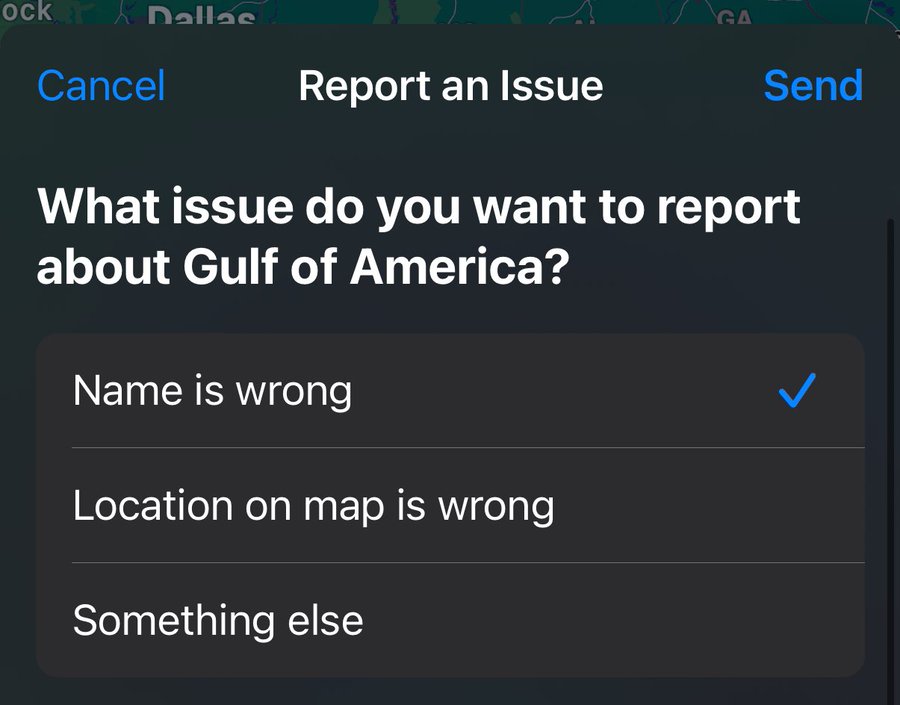 ock Dallas GA
Cancel Report an Issue Send
What issue do you want to report
about Gulf of America?
Name is wrong
Location on map is wrong
Something else